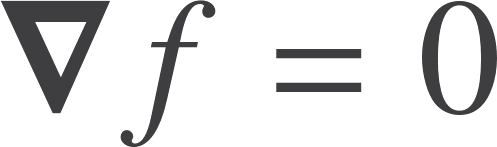 ∇f = 0